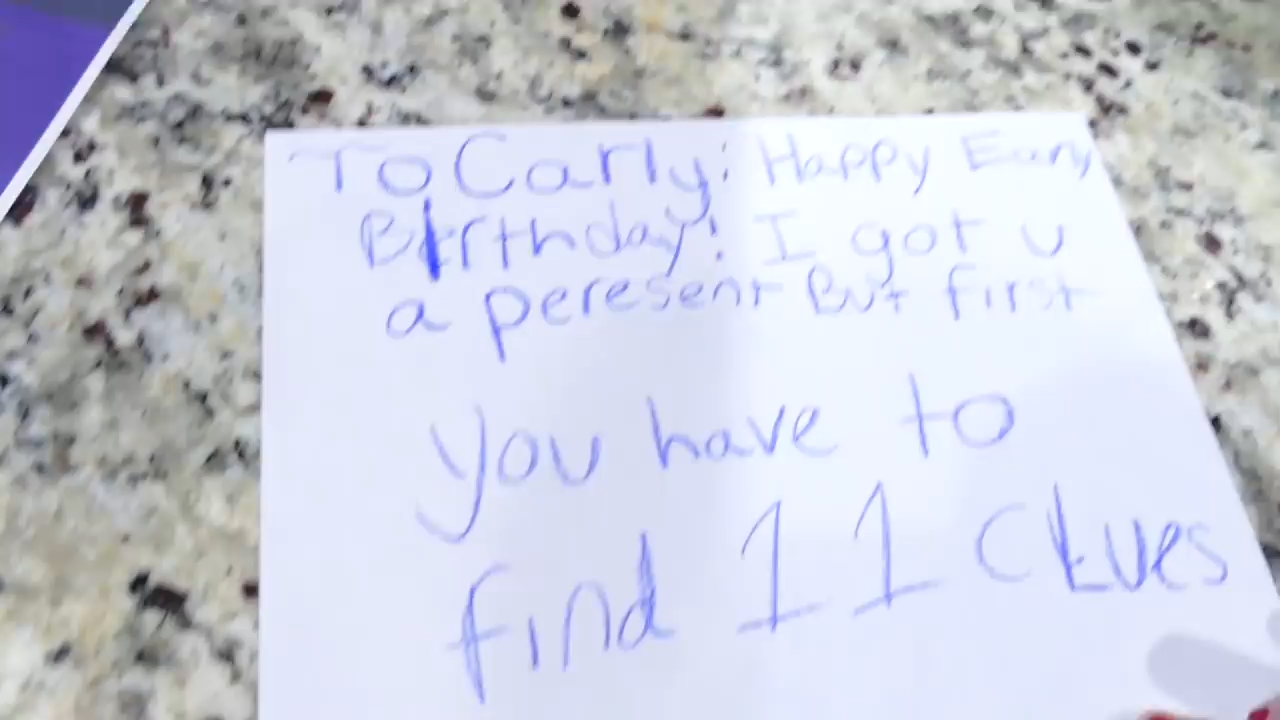 To Carly: Happy Early
Birthday! I got u
a peresent But first
you have to
find 11 Clues